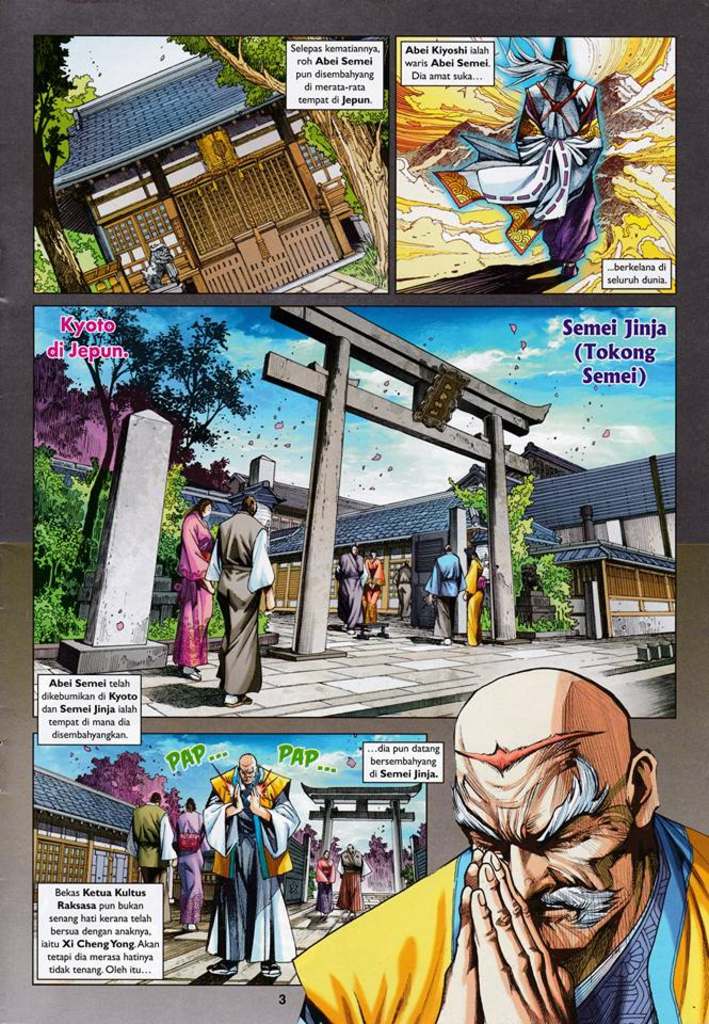 Selepas kematiannya,
roh Abei Semei
pun disembahyang
di merata-rata
tempat di Jepun.
Abei Kiyoshi ialah
waris Abei Semei.
Dia amat suka...
...berkelana di
seluruh dunia.
Kyoto
di Jepun.
Semei Jinja
(Tokong
Semei)
Abei Semei telah
dikebumikan di Kyoto
dan Semei Jinja ialah
tempat di mana dia
disembahyangkan.
PAP... PAP...
...dia pun datang
bersembahyang
di Semei Jinja.
Bekas Ketua Kultus
Raksasa pun bukan
senang hati kerana telah
bersua dengan anaknya,
iaitu Xi Cheng Yong. Akan
tetapi dia merasa hatinya
tidak tenang. Oleh itu...
3